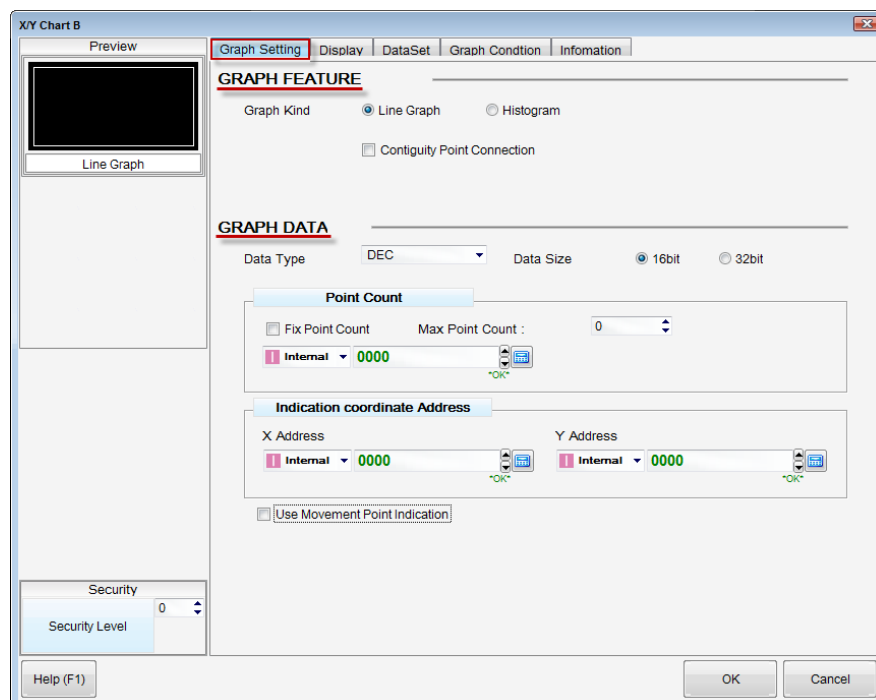 X/Y Chart B
Preview
Line Graph
Graph Setting Display DataSet Graph Condtion Infomation
GRAPH FEATURE
Graph Kind Line Graph Histogram
Contiguity Point Connection
GRAPH DATA
Data Type DEC Data Size 16bit 32bit
Point Count
Fix Point Count Max Point Count : 0
I Internal 0000
*OK*
Indication coordinate Address
X Address Y Address
I Internal 0000 I Internal 0000
*OK* *OK*
Use Movement Point Indication
Security
Security Level 0
Help (F1) OK Cancel